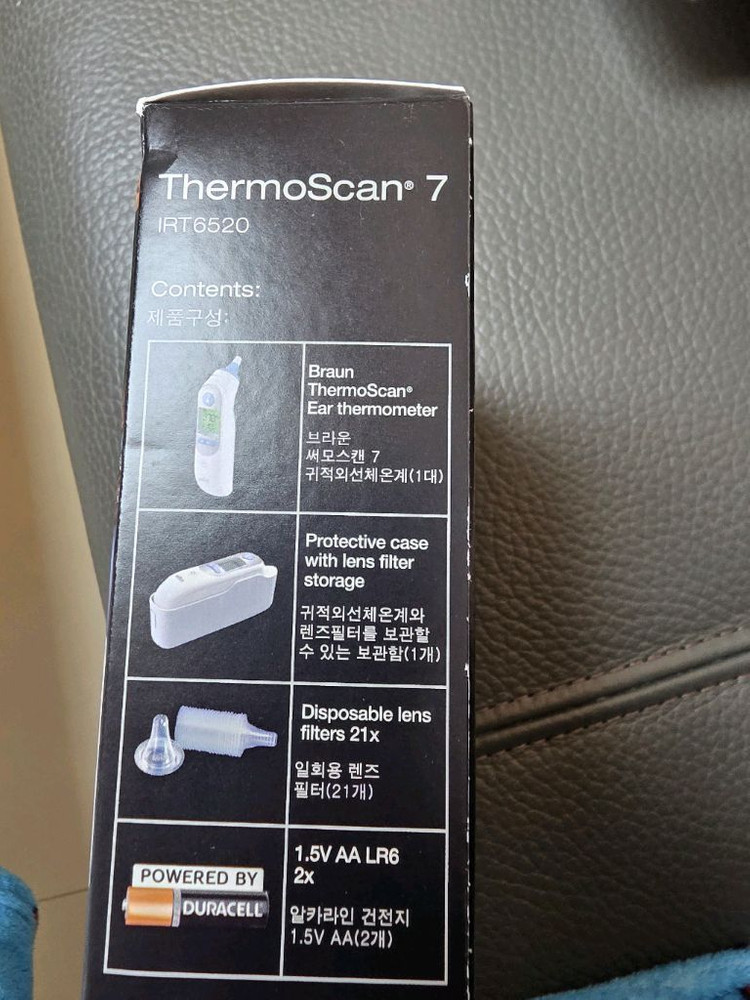 ThermoScan® 7
IRT6520
Contents:
제품구성:
Braun
ThermoScan®
Ear thermometer
브라운
써모스캔 7
귀적외선체온계(1대)
Protective case
with lens filter
storage
귀적외선체온계와
렌즈필터를 보관할
수 있는 보관함(1개)
Disposable lens
filters 21x
일회용 렌즈
필터(21개)
POWERED BY
DURACELL
1.5V AA LR6
2x
알카라인 건전지
1.5V AA(2개)